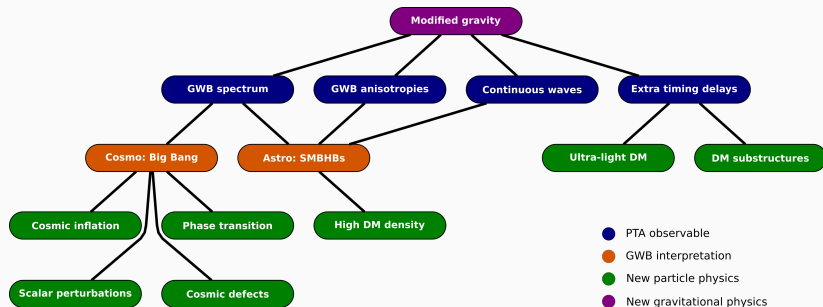 Modified gravity
GWB spectrum
GWB anisotropies
Continuous waves
Extra timing delays
Cosmo: Big Bang
Astro: SMBHBs
Ultra-light DM
DM substructures
Cosmic inflation
Phase transition
High DM density
Scalar perturbations
Cosmic defects
PTA observable
GWB interpretation
New particle physics
New gravitational physics